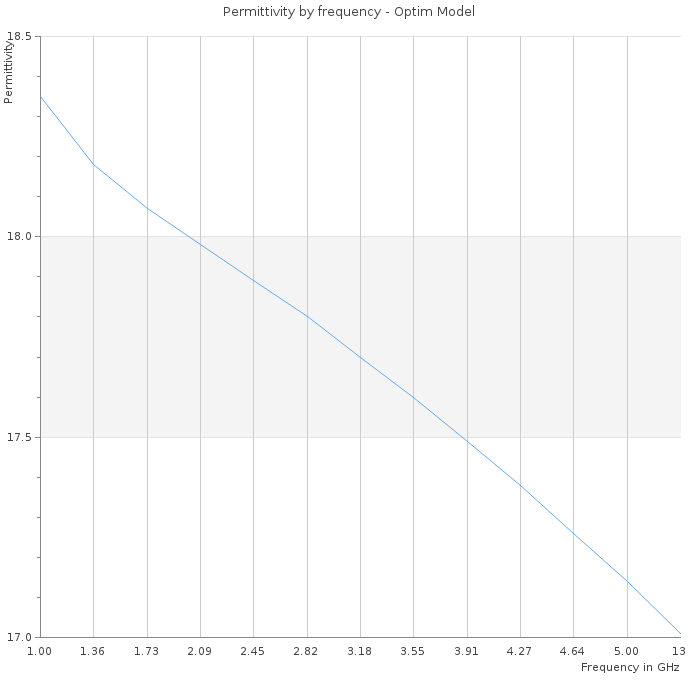 Permittivity by frequency - Optim Model
Permittivity
18.5
18.0
17.5
17.0
1.00 1.36 1.73 2.09 2.45 2.82 3.18 3.55 3.91 4.27 4.64 5.00 13
Frequency in GHz